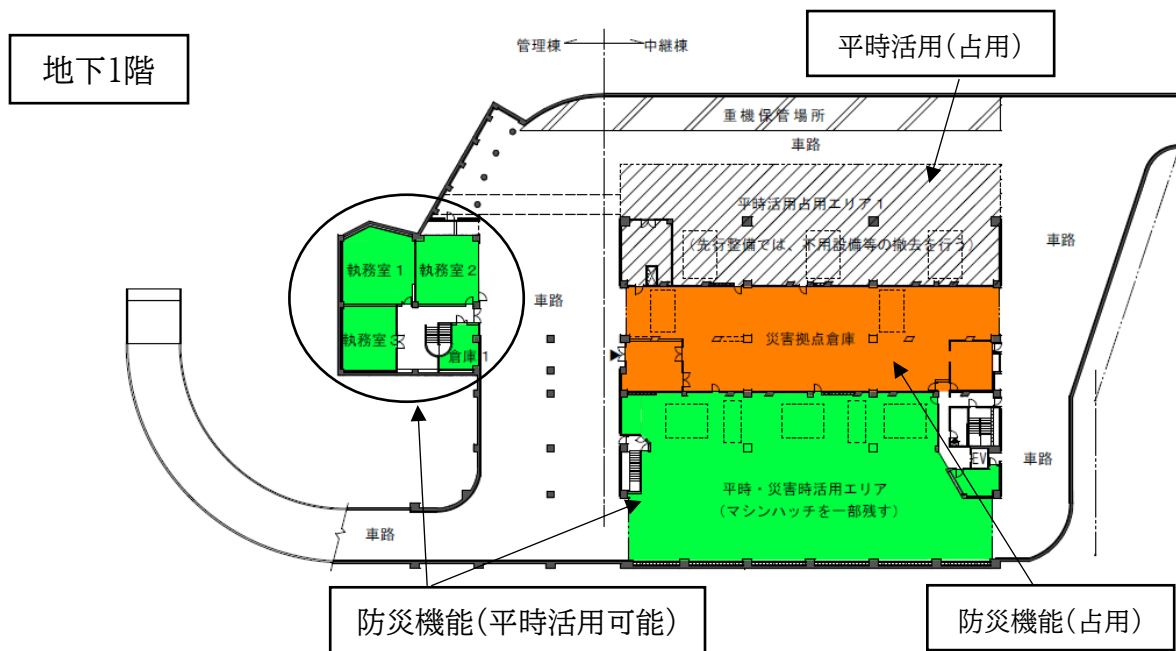 地下1階
管理棟
中継棟
平時活用(占用)
重機保管場所
車路
平時活用占用エリア1
(先行整備では、不用設備等の撤去を行う)
車路
執務室1
執務室2
車路
執務室3
倉庫1
災害拠点倉庫
EV
車路
平時・災害時活用エリア
(マシンハッチを一部残す)
車路
防災機能(平時活用可能)
防災機能(占用)